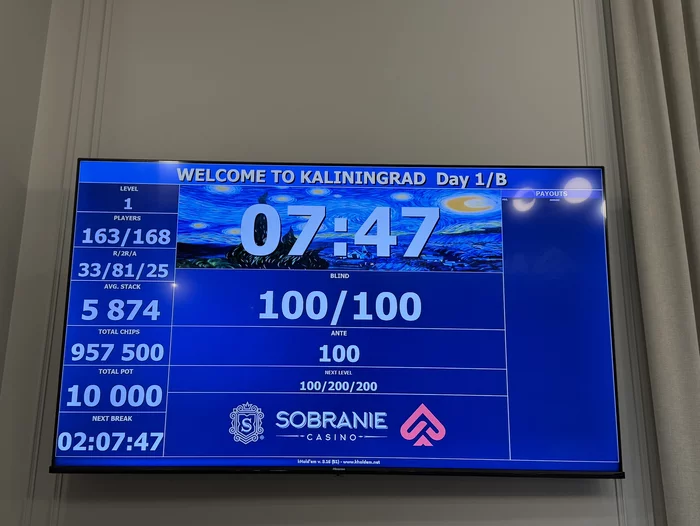 WELCOME TO KALININGRAD Day 1/B
LEVEL
1
PLAYERS
163/168
R/2R/A
33/81/25
AVG. STACK
5 874
TOTAL CHIPS
957 500
TOTAL POT
10 000
NEXT BREAK
02:07:47
07:47
BLIND
100/100
ANTE
100
NEXT LEVEL
100/200/200
SOBRANIE
CASINO
PAYOUTS